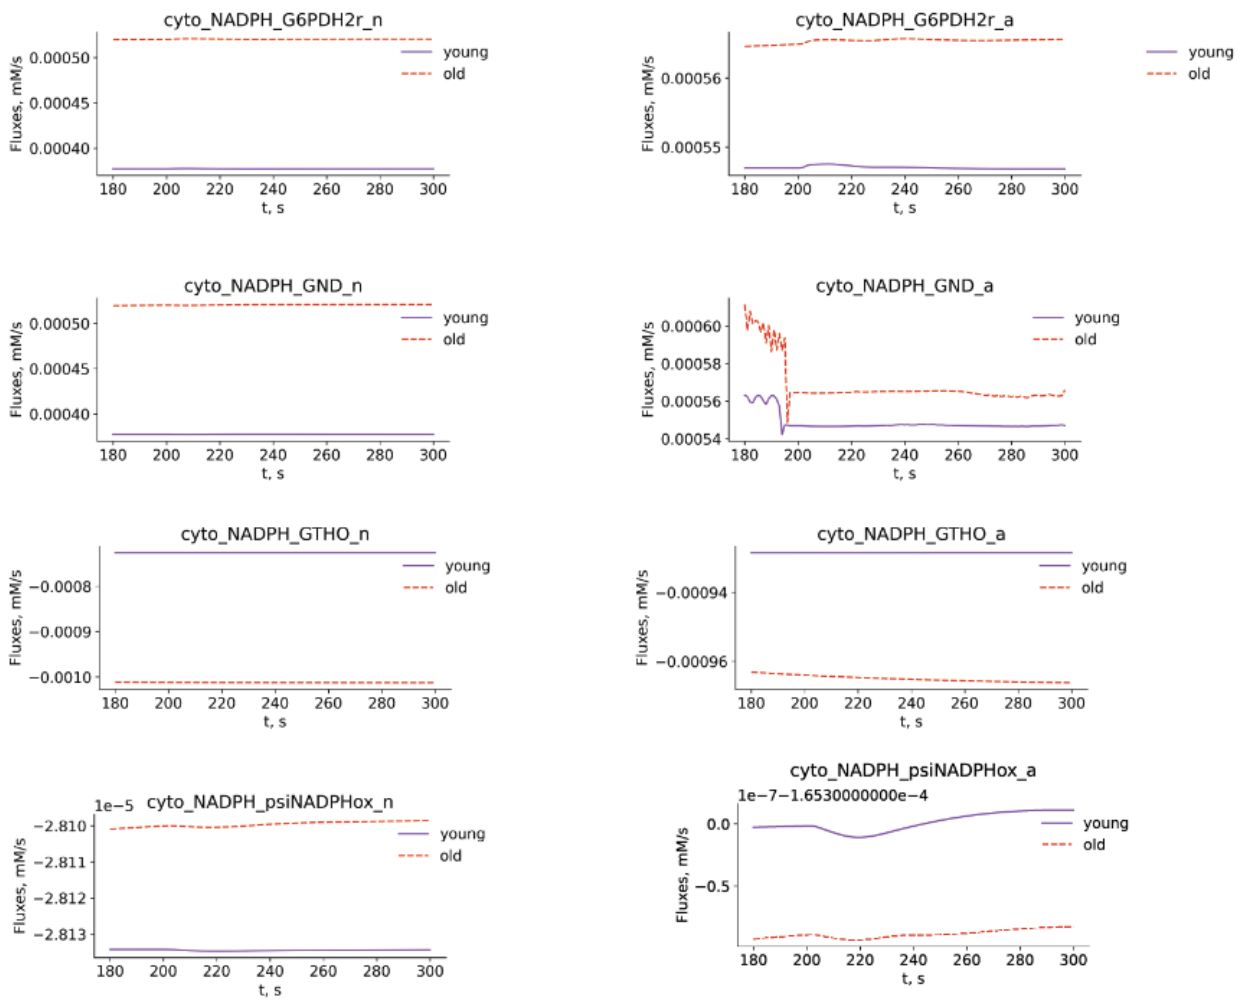 cyto_NADPH_G6PDH2r_n
Fluxes, mM/s
0.00050
0.00045
0.00040
young
old
180 200 220 240 260 280 300
t, s
cyto_NADPH_G6PDH2r_a
Fluxes, mM/s
0.00056
0.00055
young
old
180 200 220 240 260 280 300
t, s
cyto_NADPH_GND_n
Fluxes, mM/s
0.00050
0.00045
0.00040
young
old
180 200 220 240 260 280 300
t, s
cyto_NADPH_GND_a
Fluxes, mM/s
0.00060
0.00058
0.00056
0.00054
young
old
180 200 220 240 260 280 300
t, s
cyto_NADPH_GTHO_n
Fluxes, mM/s
−0.0008
−0.0009
−0.0010
young
old
180 200 220 240 260 280 300
t, s
cyto_NADPH_GTHO_a
Fluxes, mM/s
−0.00094
−0.00096
young
old
180 200 220 240 260 280 300
t, s
cyto_NADPH_psiNADPHox_n
1e−5
Fluxes, mM/s
−2.810
−2.811
−2.812
−2.813
young
old
180 200 220 240 260 280 300
t, s
cyto_NADPH_psiNADPHox_a
1e−7−1.6530000000e−4
Fluxes, mM/s
0.0
−0.5
young
old
180 200 220 240 260 280 300
t, s